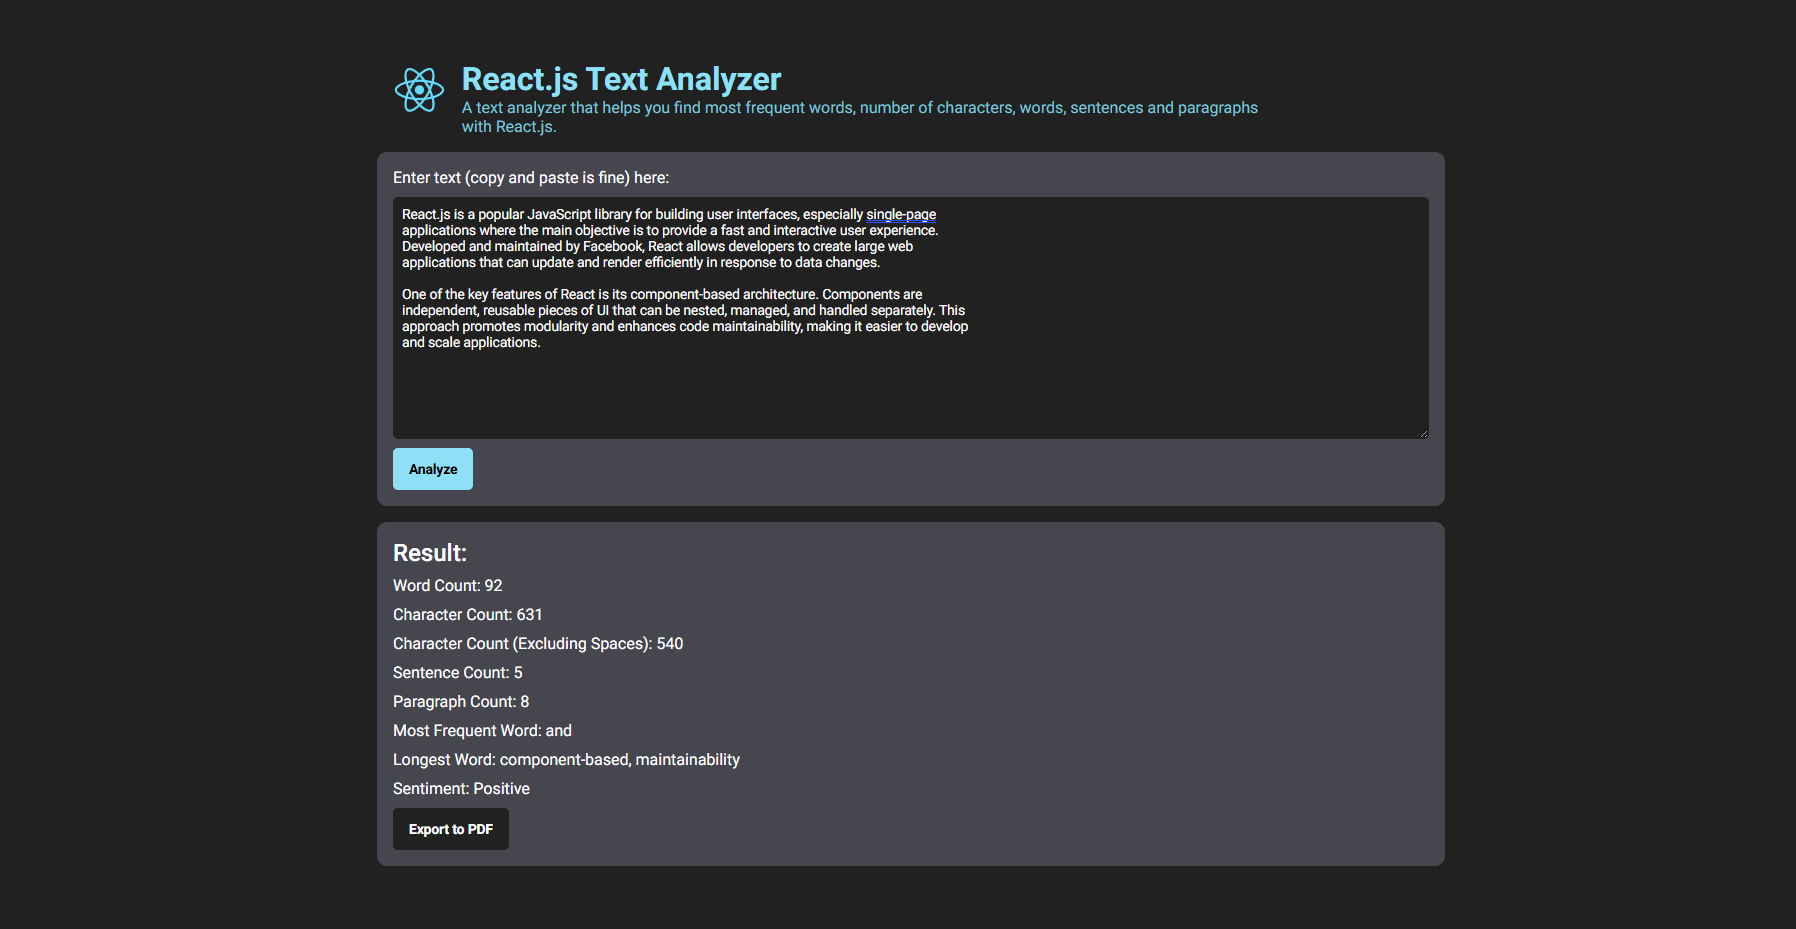 React.js Text Analyzer
A text analyzer that helps you find most frequent words, number of characters, words, sentences and paragraphs
with React.js.
Enter text (copy and paste is fine) here:
React.js is a popular JavaScript library for building user interfaces, especially single-page
applications where the main objective is to provide a fast and interactive user experience.
Developed and maintained by Facebook, React allows developers to create large web
applications that can update and render efficiently in response to data changes.
One of the key features of React is its component-based architecture. Components are
independent, reusable pieces of UI that can be nested, managed, and handled separately. This
approach promotes modularity and enhances code maintainability, making it easier to develop
and scale applications.
Analyze
Result:
Word Count: 92
Character Count: 631
Character Count (Excluding Spaces): 540
Sentence Count: 5
Paragraph Count: 8
Most Frequent Word: and
Longest Word: component-based, maintainability
Sentiment: Positive
Export to PDF